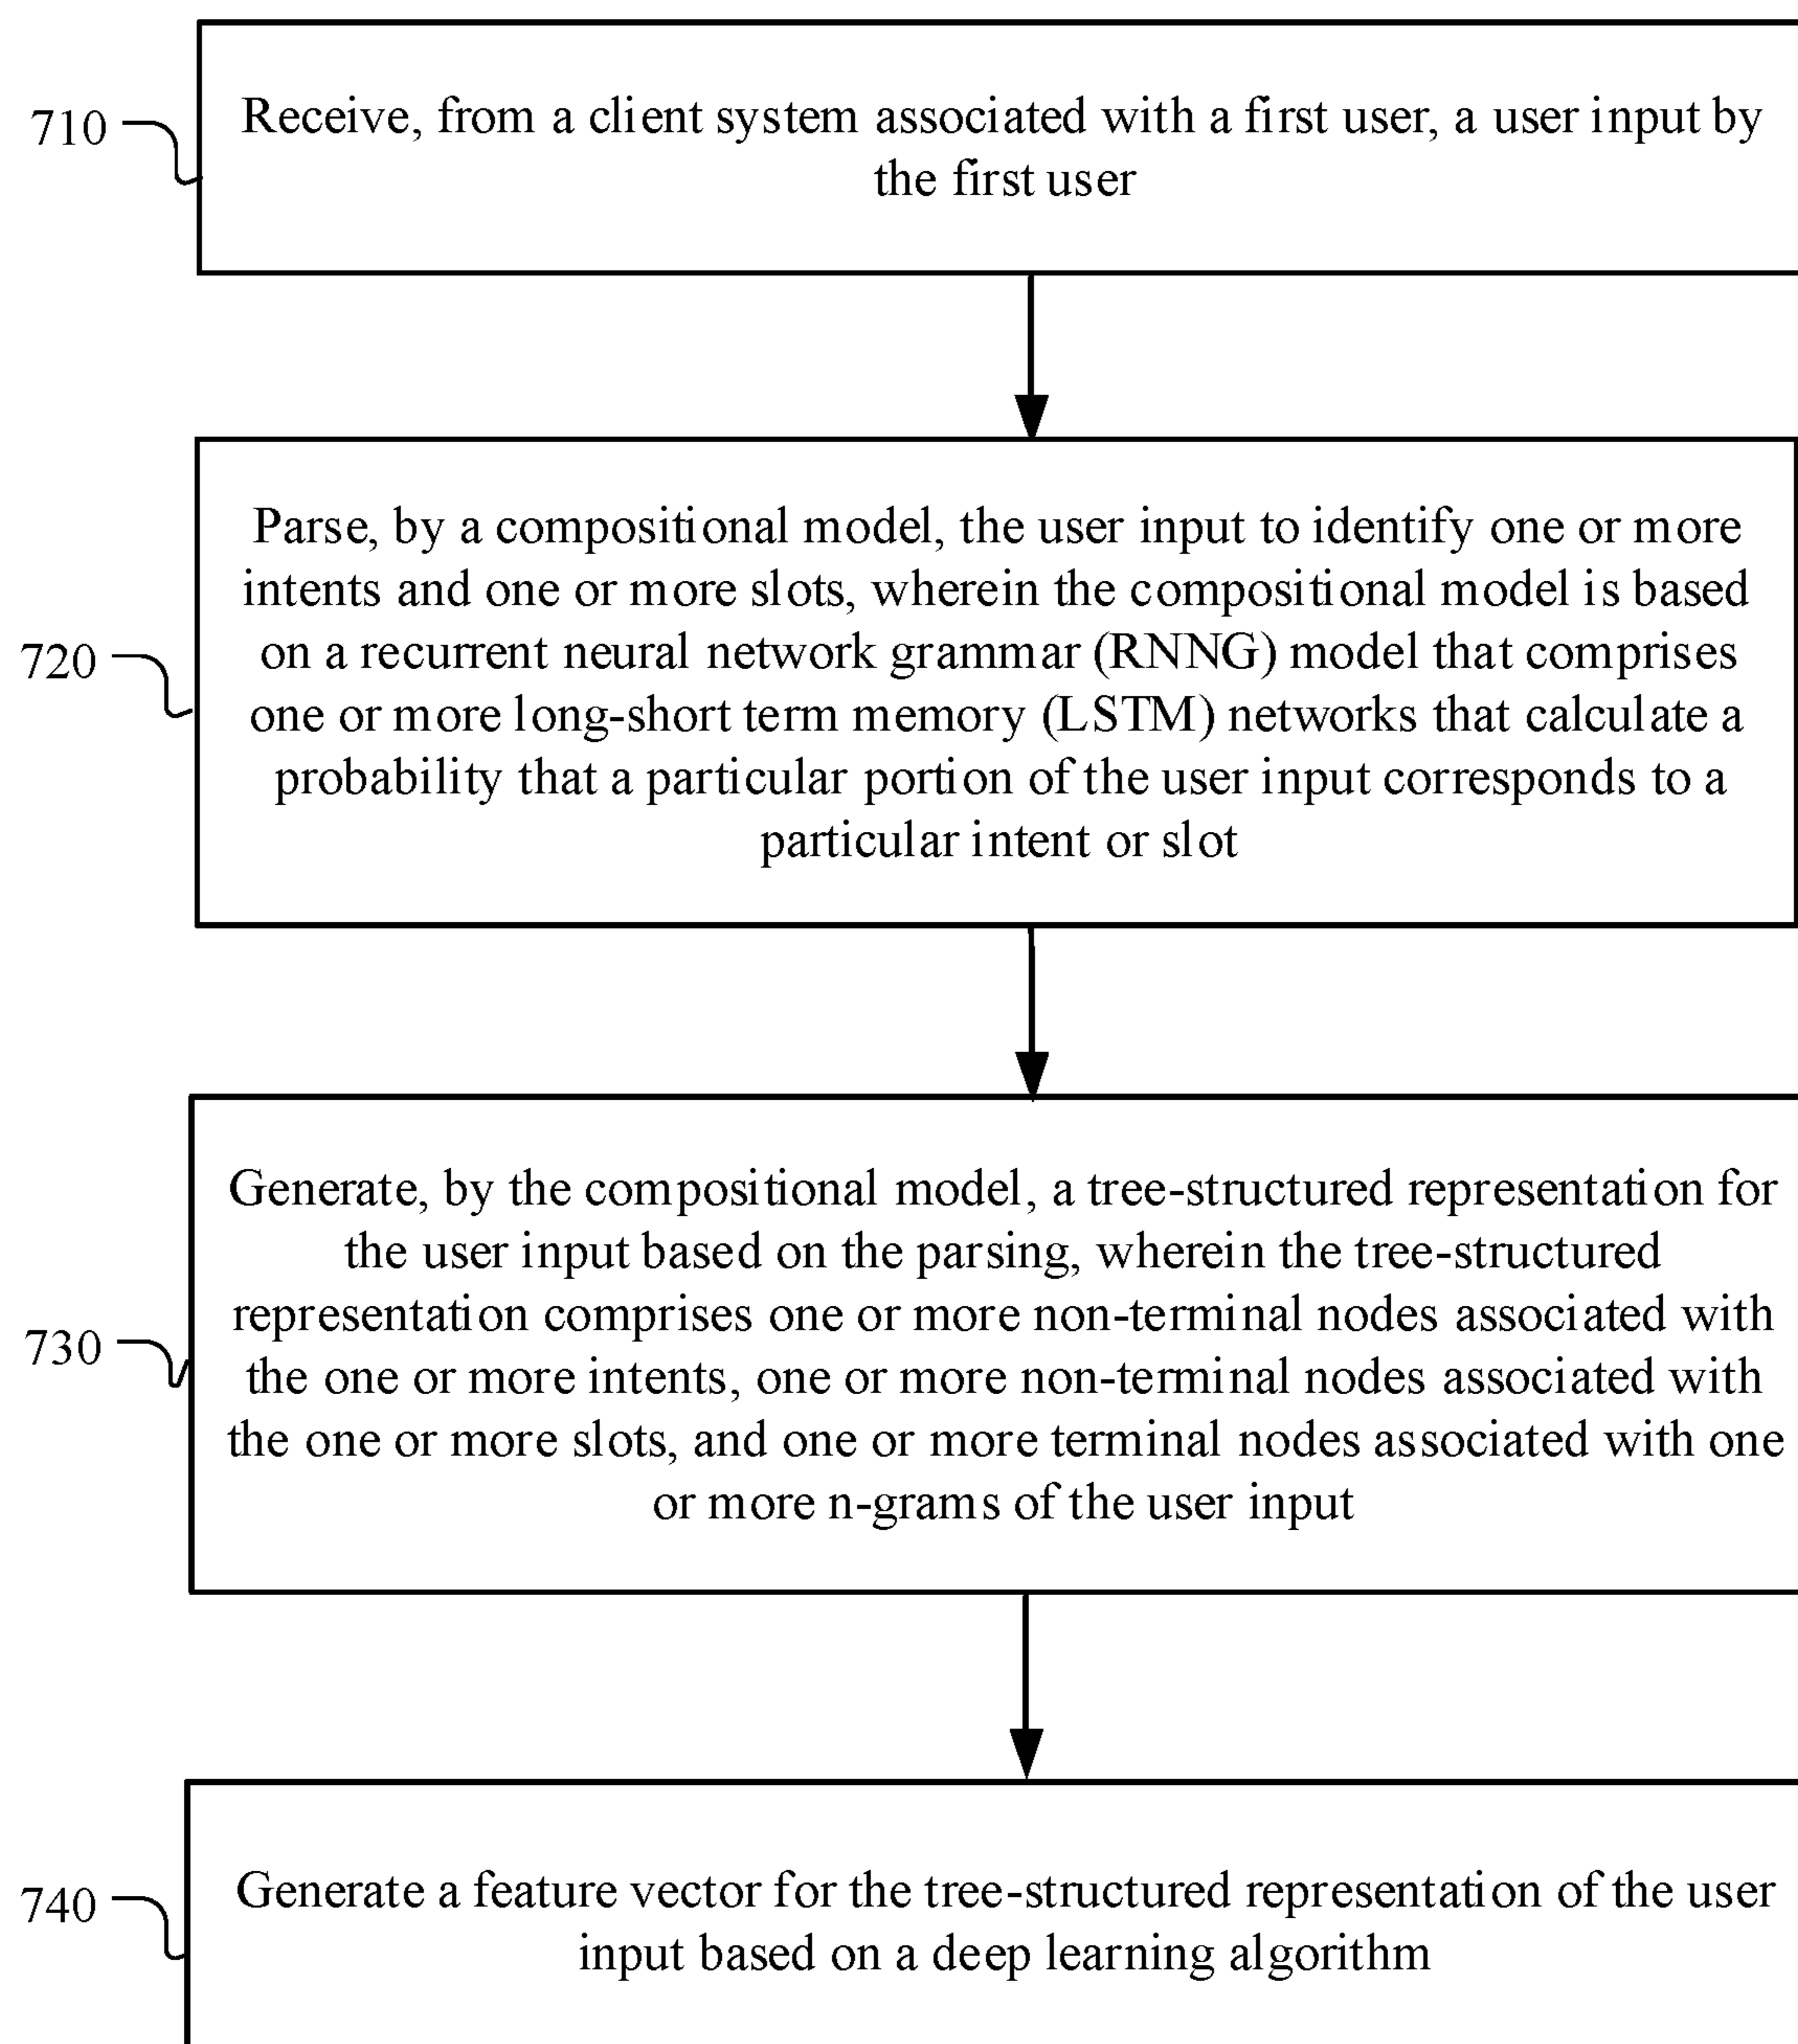 710
Receive, from a client system associated with a first user, a user input by
the first user
720
Parse, by a compositional model, the user input to identify one or more
intents and one or more slots, wherein the compositional model is based
on a recurrent neural network grammar (RNNG) model that comprises
one or more long-short term memory (LSTM) networks that calculate a
probability that a particular portion of the user input corresponds to a
particular intent or slot
730
Generate, by the compositional model, a tree-structured representation for
the user input based on the parsing, wherein the tree-structured
representation comprises one or more non-terminal nodes associated with
the one or more intents, one or more non-terminal nodes associated with
the one or more slots, and one or more terminal nodes associated with one
or more n-grams of the user input
740
Generate a feature vector for the tree-structured representation of the user
input based on a deep learning algorithm